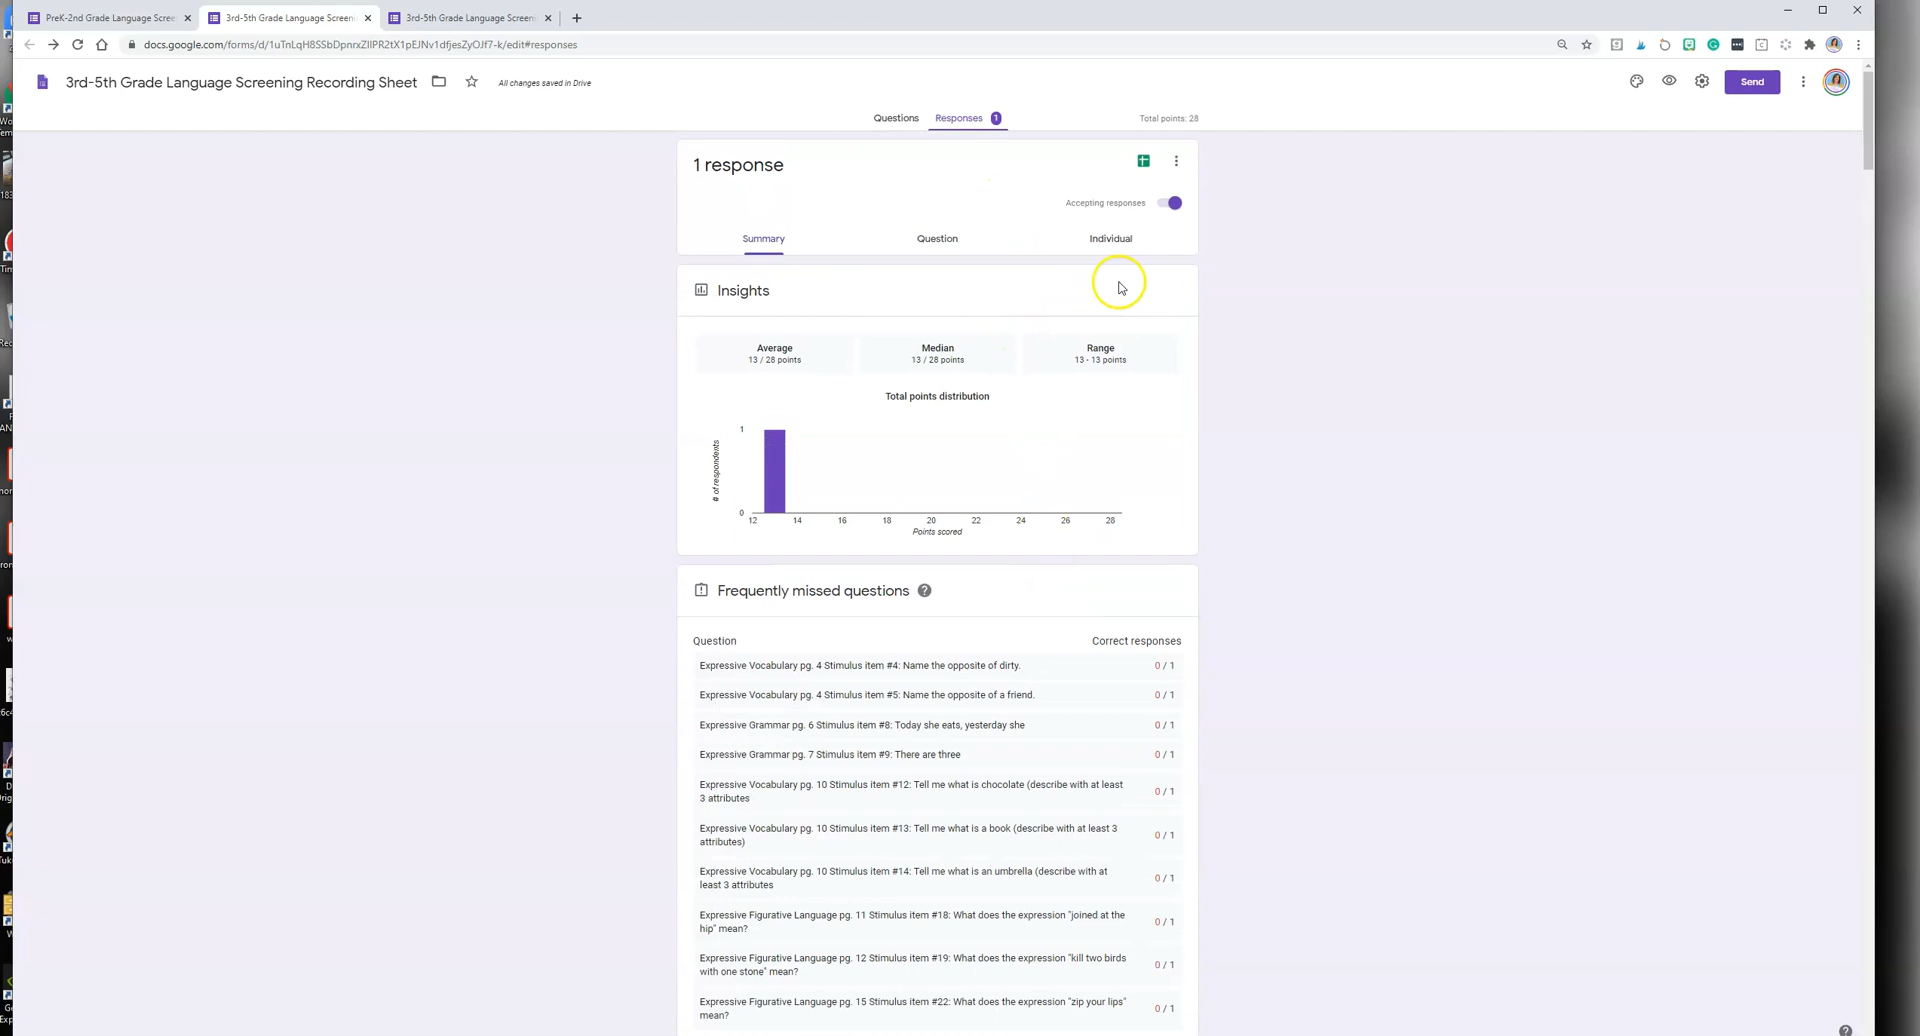 PreK-2nd Grade Language Scree
3rd-5th Grade Language Screen
3rd-5th Grade Language Screen
docs.google.com/forms/d/1uTnLqH8SSbDpnrxZIlPR2tX1pEJNv1dfjesZyOJf7-k/edit#responses
3rd-5th Grade Language Screening Recording Sheet
All changes saved in Drive
Send
Questions
Responses
1
Total points: 28
1 response
Accepting responses
Summary
Question
Individual
Insights
Average
13 / 28 points
Median
13 / 28 points
Range
13 - 13 points
Total points distribution
# of respondents
1
0
12 14 16 18 20 22 24 26 28
Points scored
Frequently missed questions
Question
Correct responses
Expressive Vocabulary pg. 4 Stimulus item #4: Name the opposite of dirty.
0 / 1
Expressive Vocabulary pg. 4 Stimulus item #5: Name the opposite of a friend.
0 / 1
Expressive Grammar pg. 6 Stimulus item #8: Today she eats, yesterday she
0 / 1
Expressive Grammar pg. 7 Stimulus item #9: There are three
0 / 1
Expressive Vocabulary pg. 10 Stimulus item #12: Tell me what is chocolate (describe with at least
3 attributes
0 / 1
Expressive Vocabulary pg. 10 Stimulus item #13: Tell me what is a book (describe with at least 3
attributes)
0 / 1
Expressive Vocabulary pg. 10 Stimulus item #14: Tell me what is an umbrella (describe with at
least 3 attributes
0 / 1
Expressive Figurative Language pg. 11 Stimulus item #18: What does the expression "joined at the
hip" mean?
0 / 1
Expressive Figurative Language pg. 12 Stimulus item #19: What does the expression "kill two birds
with one stone" mean?
0 / 1
Expressive Figurative Language pg. 15 Stimulus item #22: What does the expression "zip your lips"
mean?
0 / 1